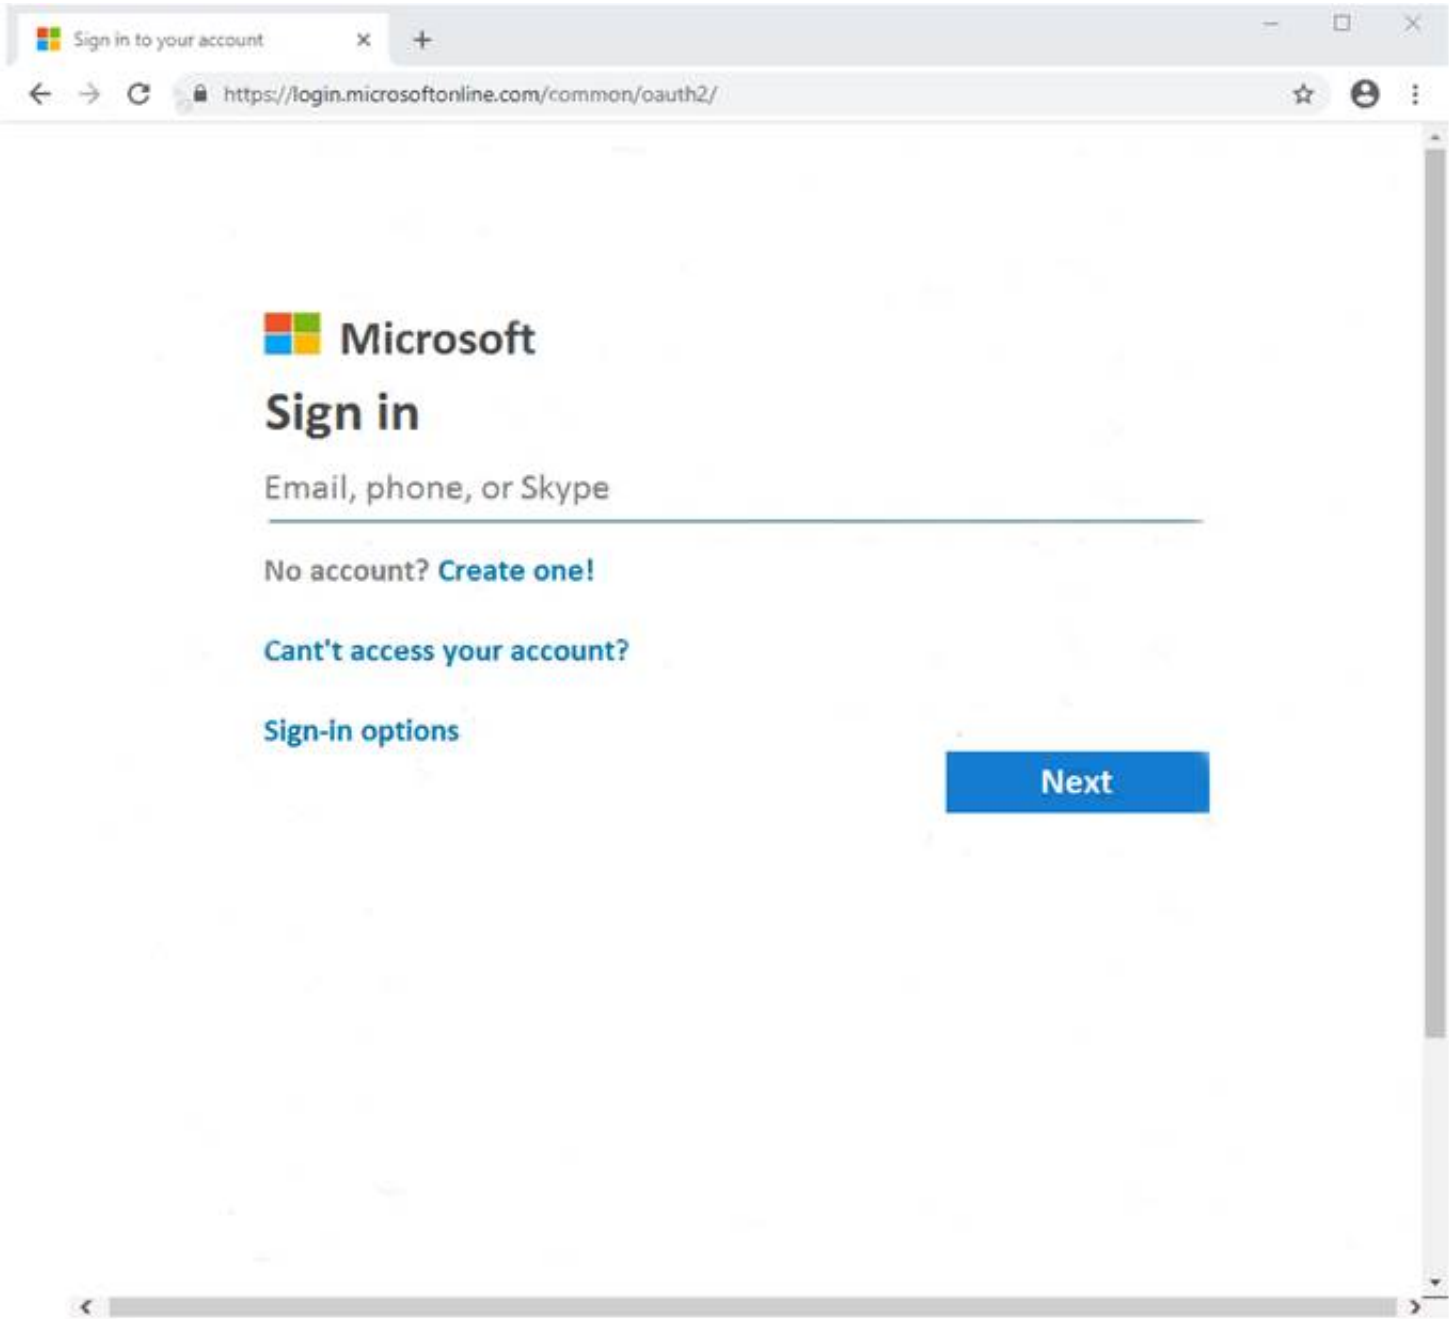 Sign in to your account
https://login.microsoftonline.com/common/oauth2/
Microsoft
Sign in
Email, phone, or Skype
No account? Create one!
Cant't access your account?
Sign-in options
Next